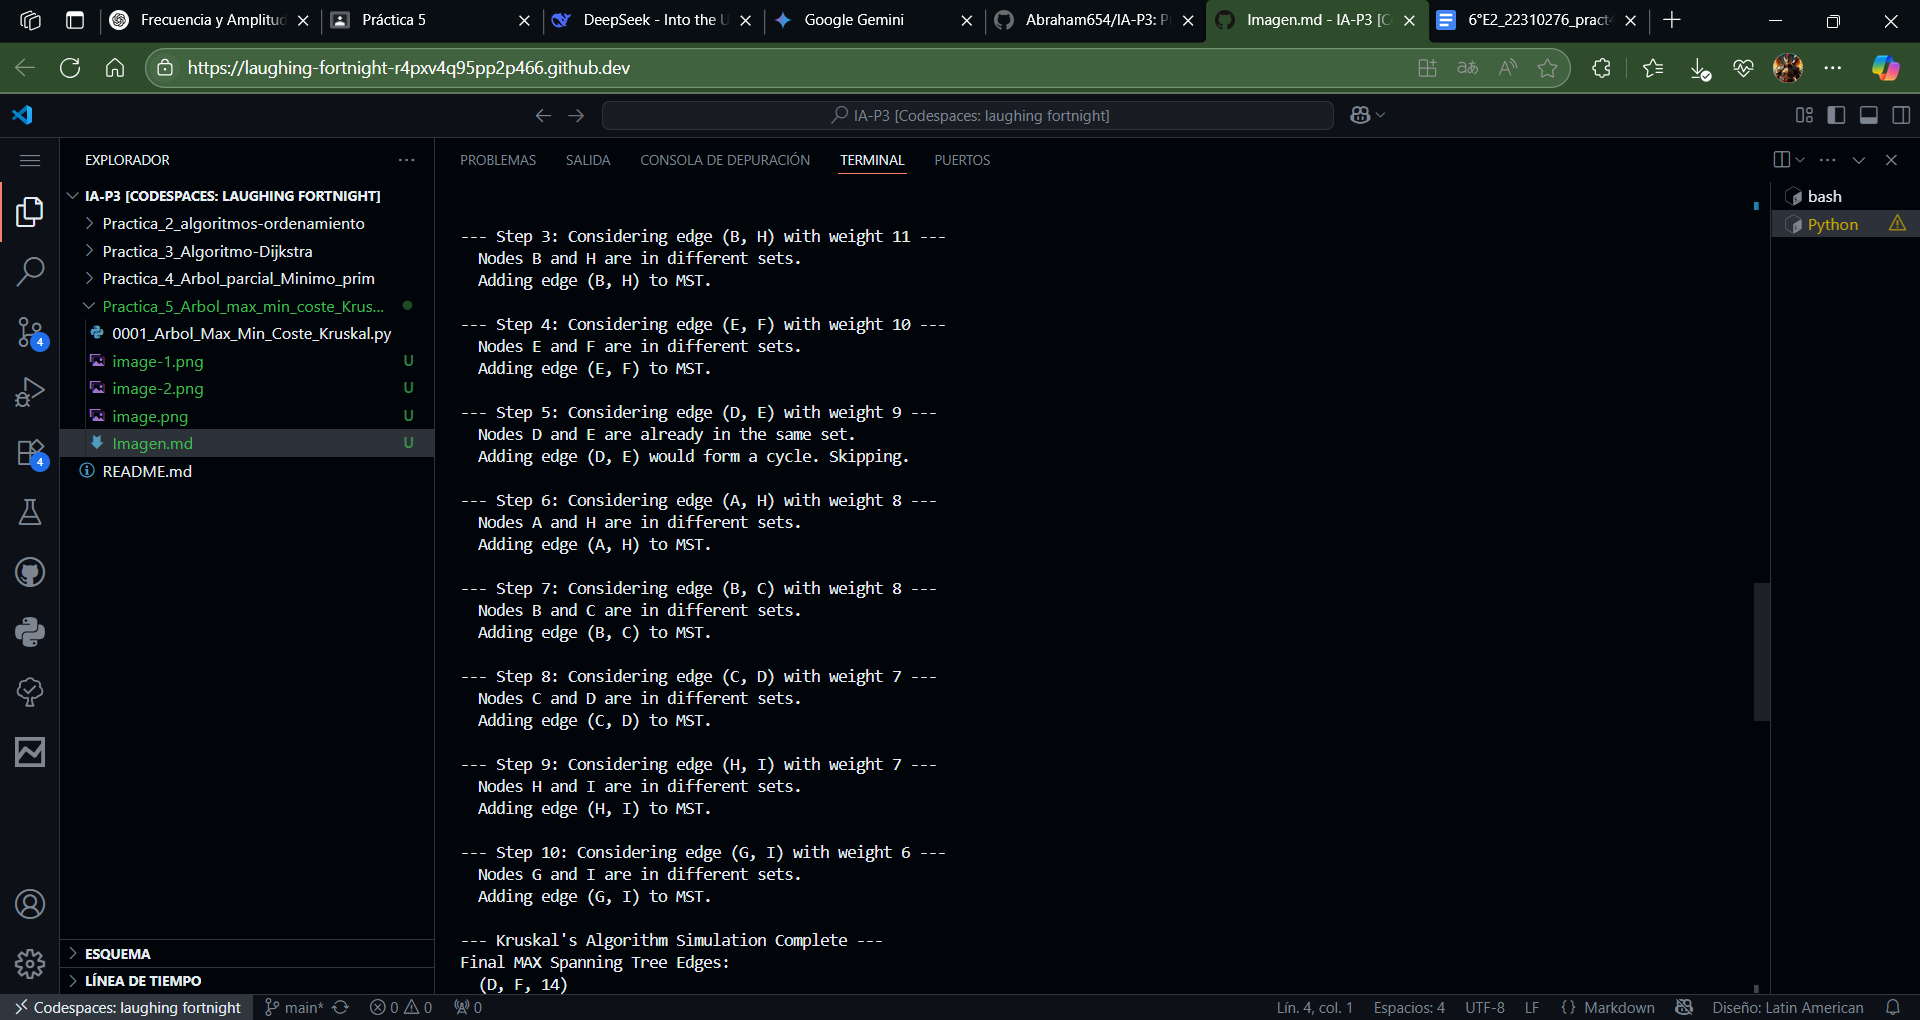 Frecuencia y Amplitud
Práctica 5
DeepSeek - Into the U
Google Gemini
Abraham654/IA-P3: P
Imagen.md - IA-P3 [C
6°E2_22310276_pract4
https://laughing-fortnight-r4pxv4q95pp2p466.github.dev
IA-P3 [Codespaces: laughing fortnight]
EXPLORADOR
IA-P3 [CODESPACES: LAUGHING FORTNIGHT]
Practica_2_algoritmos-ordenamiento
Practica_3_Algoritmo-Dijkstra
Practica_4_Arbol_parcial_Minimo_prim
Practica_5_Arbol_max_min_coste_Krus...
0001_Arbol_Max_Min_Coste_Kruskal.py
image-1.png U
image-2.png U
image.png U
Imagen.md U
README.md
4
4
ESQUEMA
LÍNEA DE TIEMPO
PROBLEMAS SALIDA CONSOLA DE DEPURACIÓN TERMINAL PUERTOS
--- Step 3: Considering edge (B, H) with weight 11 ---
Nodes B and H are in different sets.
Adding edge (B, H) to MST.
--- Step 4: Considering edge (E, F) with weight 10 ---
Nodes E and F are in different sets.
Adding edge (E, F) to MST.
--- Step 5: Considering edge (D, E) with weight 9 ---
Nodes D and E are already in the same set.
Adding edge (D, E) would form a cycle. Skipping.
--- Step 6: Considering edge (A, H) with weight 8 ---
Nodes A and H are in different sets.
Adding edge (A, H) to MST.
--- Step 7: Considering edge (B, C) with weight 8 ---
Nodes B and C are in different sets.
Adding edge (B, C) to MST.
--- Step 8: Considering edge (C, D) with weight 7 ---
Nodes C and D are in different sets.
Adding edge (C, D) to MST.
--- Step 9: Considering edge (H, I) with weight 7 ---
Nodes H and I are in different sets.
Adding edge (H, I) to MST.
--- Step 10: Considering edge (G, I) with weight 6 ---
Nodes G and I are in different sets.
Adding edge (G, I) to MST.
--- Kruskal's Algorithm Simulation Complete ---
Final MAX Spanning Tree Edges:
(D, F, 14)
bash
Python
Codespaces: laughing fortnight main* 0 0 0
Lín. 4, col. 1 Espacios: 4 UTF-8 LF {} Markdown Diseño: Latin American